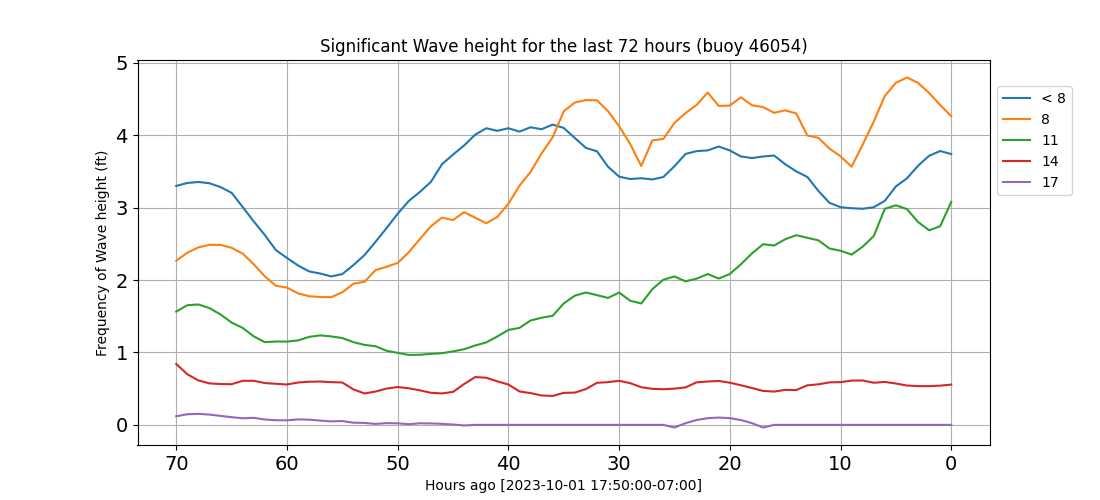 Significant Wave height for the last 72 hours (buoy 46054)
Frequency of Wave height (ft)
5
4
3
2
1
0
70 60 50 40 30 20 10 0
Hours ago [2023-10-01 17:50:00-07:00]
< 8
8
11
14
17